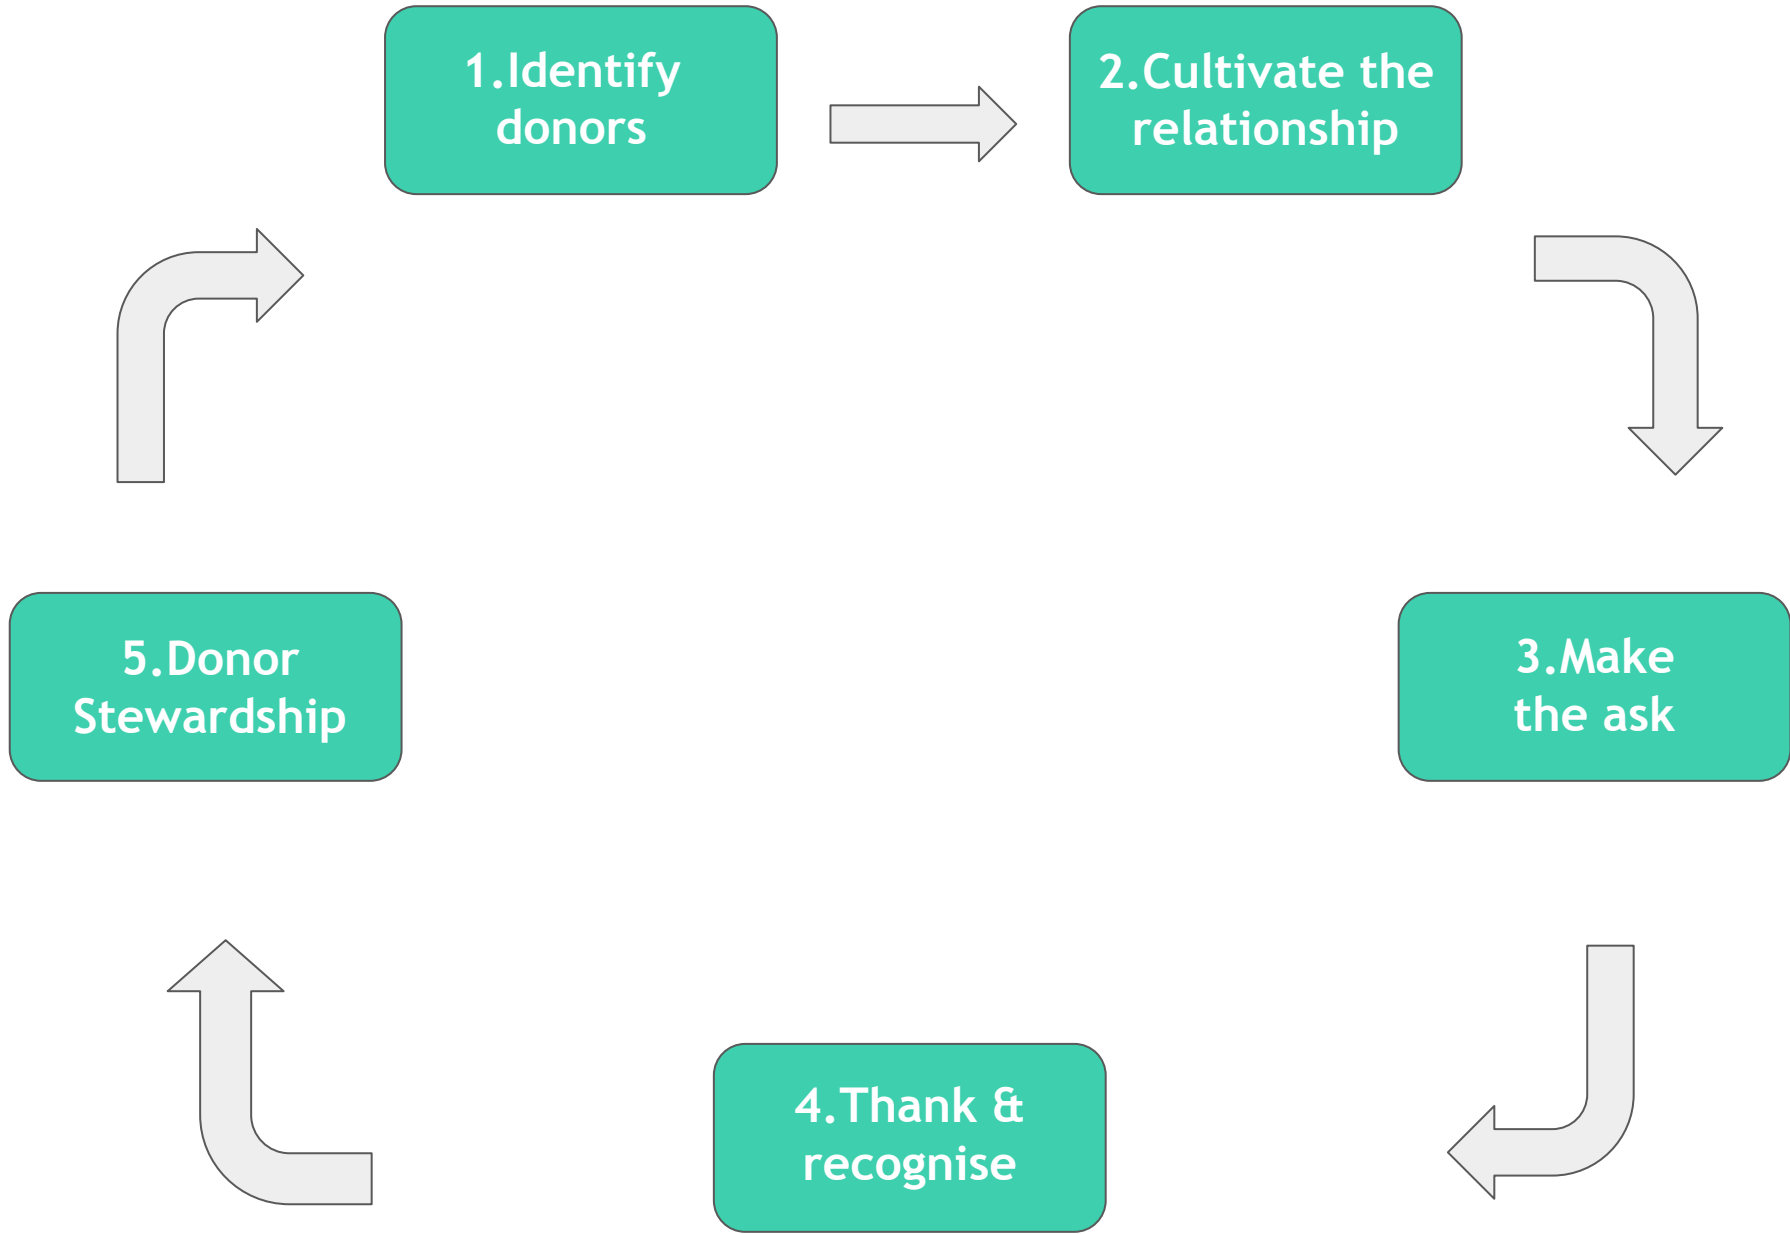 1.Identify
donors
2.Cultivate the
relationship
3.Make
the ask
4.Thank &
recognise
5.Donor
Stewardship